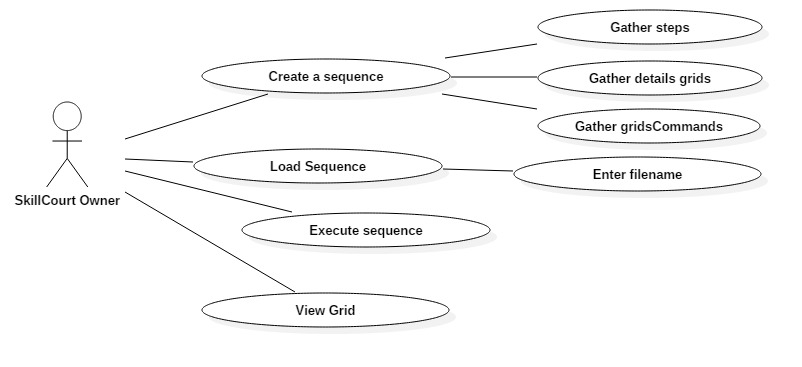 Gather steps
Create a sequence
Gather details grids
Gather gridsCommands
Load Sequence
Enter filename
SkillCourt Owner
Execute sequence
View Grid